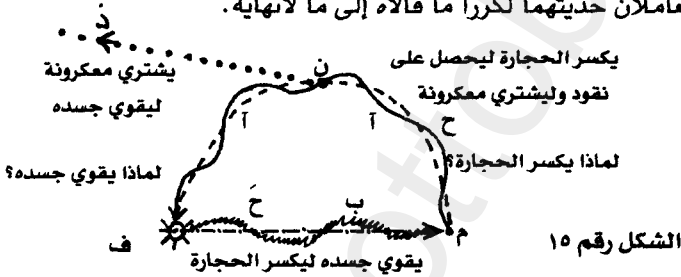 يتاملان حديثهما لكررا ما قالاه إلى ما لانهاية.
يكسر الحجارة ليحصل على
نقود وليشتري معكرونة
لماذا يكسر الحجارة؟
ح
ن
آ
آ
يشتري معكرونة
ليقوي جسده
لماذا يقوي جسده؟
حَ
ب
م
ف
يقوي جسده ليكسر الحجارة
الشكل رقم ١٥